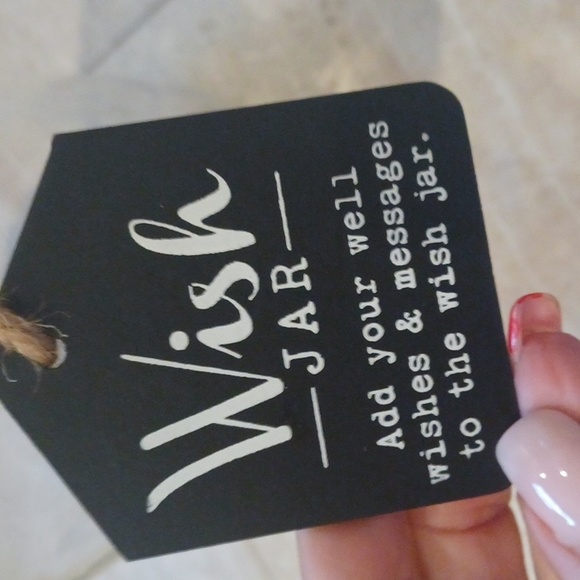 Wish
JAR
Add your well
wishes & messages
to the wish jar.